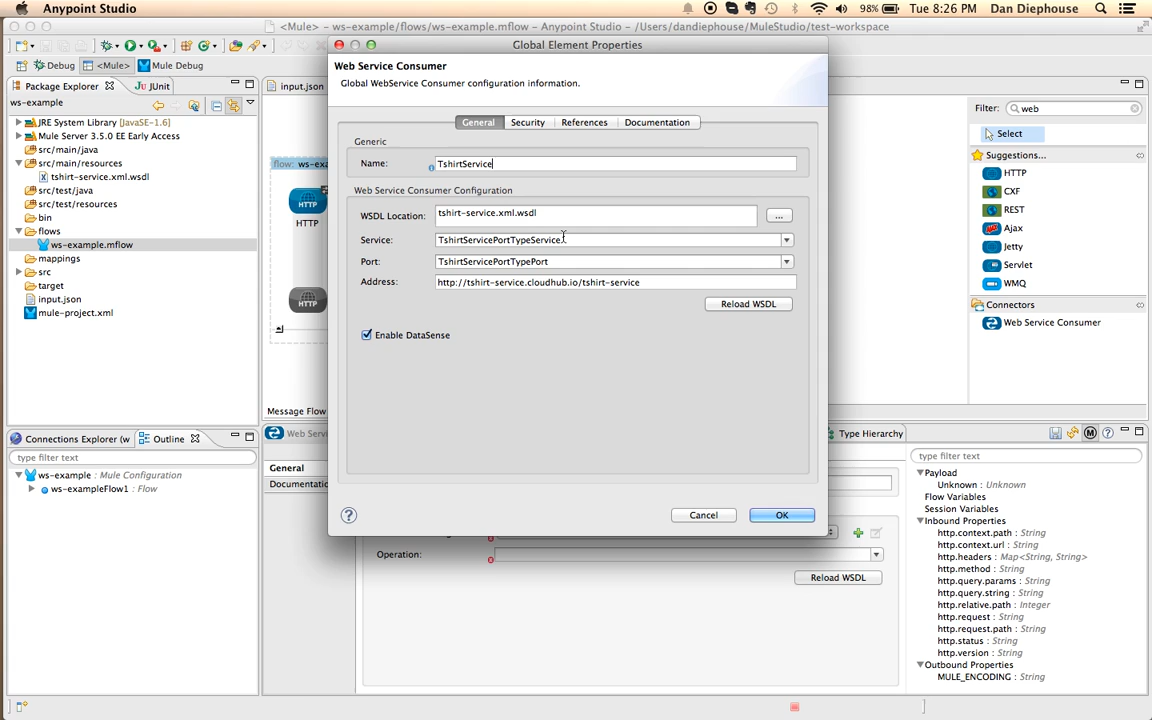 Anypoint Studio
98%
Tue 8:26 PM
Dan Diephouse
<Mule> – ws-example/flows/ws-example.mflow – Anypoint Studio – /Users/dandiephouse/MuleStudio/test-workspace
Debug
<Mule>
Mule Debug
Package Explorer
JUnit
ws-example
JRE System Library [JavaSE-1.6]
Mule Server 3.5.0 EE Early Access
src/main/java
src/main/resources
tshirt-service.xml.wsdl
src/test/java
src/test/resources
bin
flows
ws-example.mflow
mappings
src
target
input.json
mule-project.xml
Connections Explorer (w
Outline
type filter text
ws-example : Mule Configuration
ws-exampleFlow1 : Flow
input.json
flow: ws-exa
HTTP
HTTP
Message Flow
Web Servi
General
Documentatio
Global Element Properties
Web Service Consumer
Global WebService Consumer configuration information.
General
Security
References
Documentation
Generic
Name:
TshirtService
Web Service Consumer Configuration
WSDL Location:
tshirt-service.xml.wsdl
...
Service:
TshirtServicePortTypeService
Port:
TshirtServicePortTypePort
Address:
http://tshirt-service.cloudhub.io/tshirt-service
Reload WSDL
Enable DataSense
?
Cancel
OK
Operation:
Reload WSDL
Filter:
web
Select
Suggestions...
HTTP
CXF
REST
Ajax
Jetty
Servlet
WMQ
Connectors
Web Service Consumer
Type Hierarchy
type filter text
Payload
Unknown : Unknown
Flow Variables
Session Variables
Inbound Properties
http.context.path : String
http.context.url : String
http.headers : Map<String, String>
http.method : String
http.query.params : String
http.query.string : String
http.relative.path : Integer
http.request : String
http.request.path : String
http.status : String
http.version : String
Outbound Properties
MULE_ENCODING : String